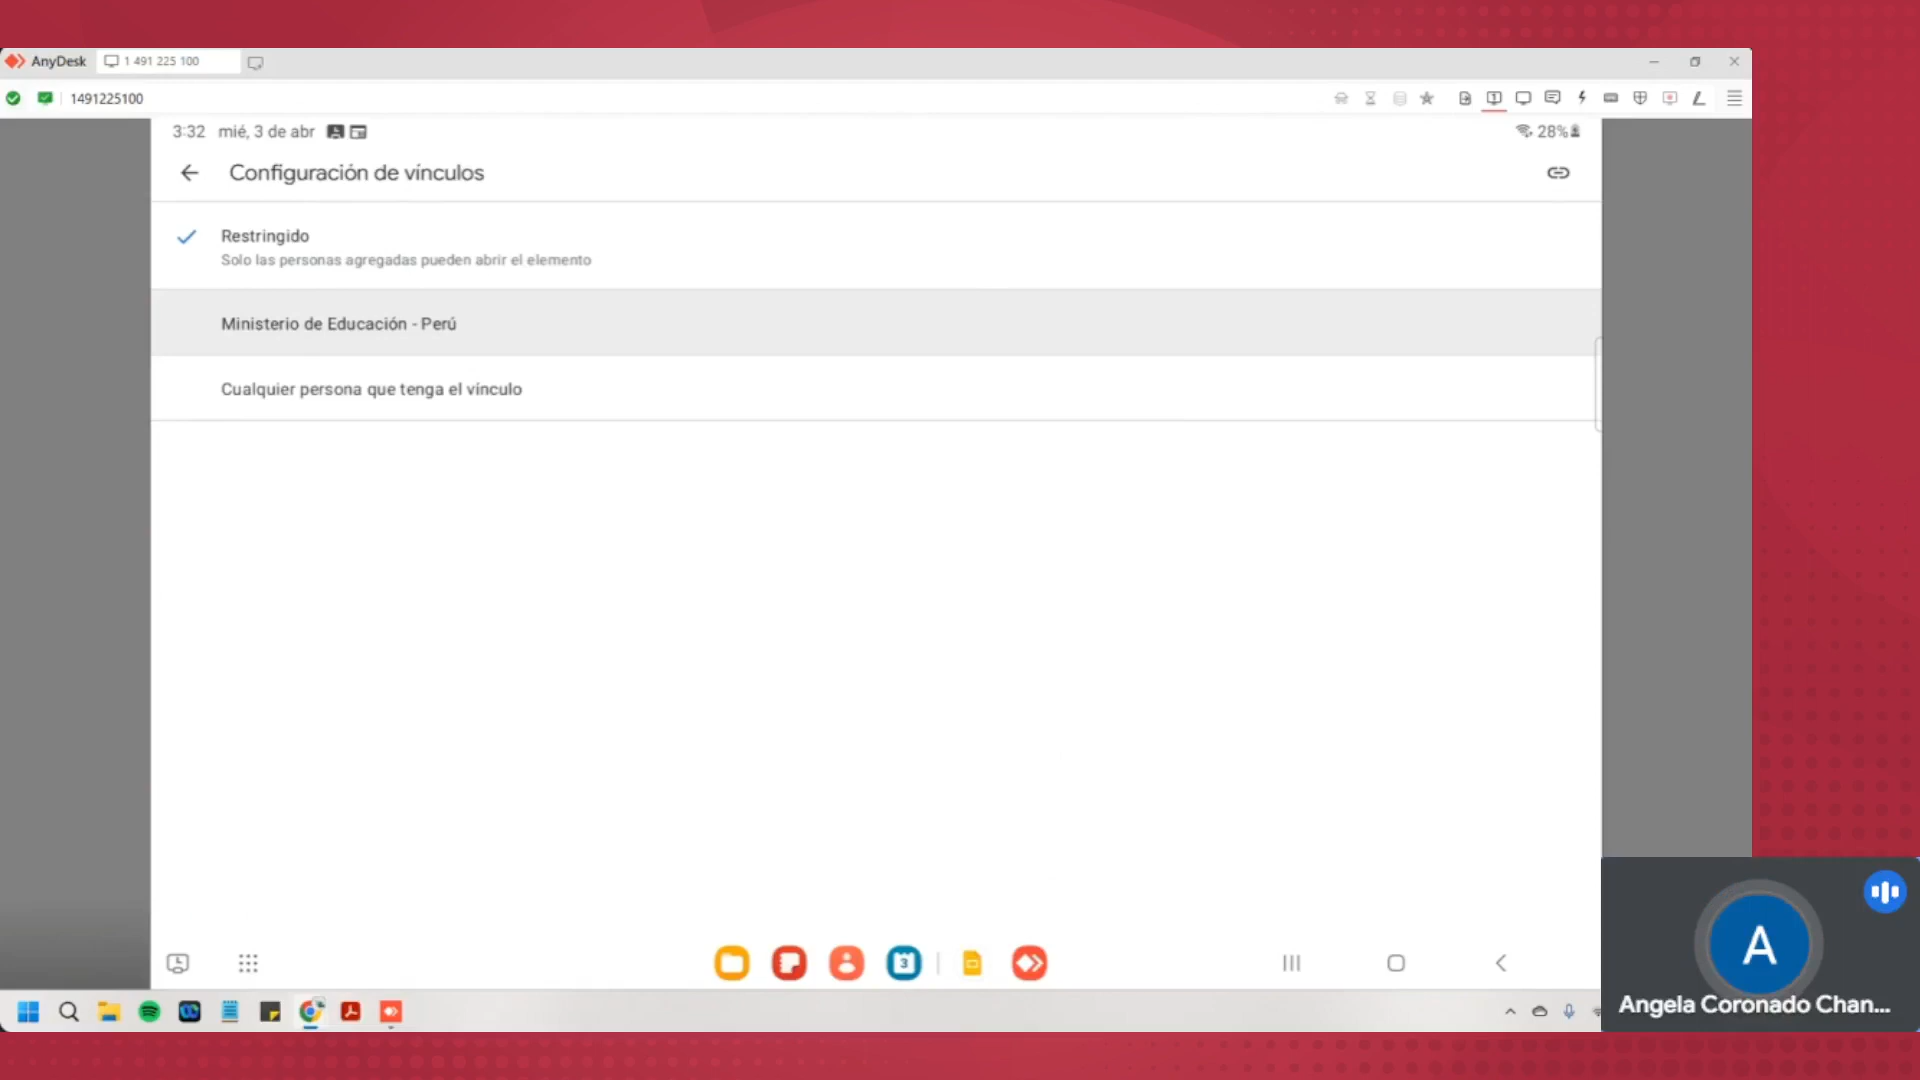 AnyDesk
1 491 225 100
1491225100
3:32 mié, 3 de abr
28%
Configuración de vínculos
Restringido
Solo las personas agregadas pueden abrir el elemento
Ministerio de Educación - Perú
Cualquier persona que tenga el vínculo
3
A
Angela Coronado Chan...